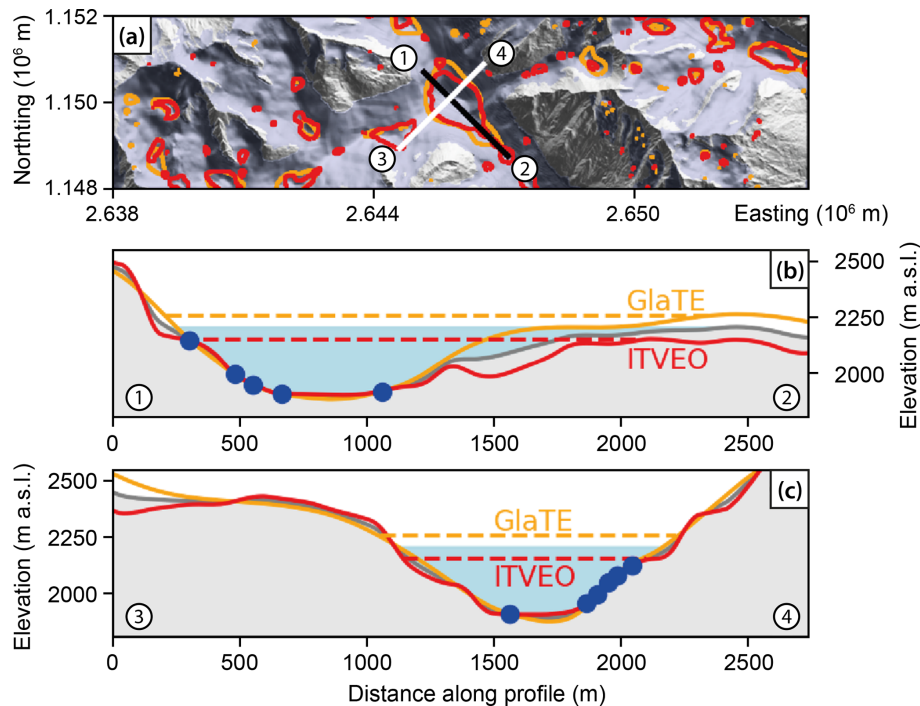 (a)
1.152
1.150
1.148
Northting (10⁶ m)
1
4
3
2
2.638
2.644
2.650
Easting (10⁶ m)
(b)
2500
2250
2000
Elevation (m a.s.l.)
GlaTE
ITVEO
1
2
0
500
1000
1500
2000
2500
(c)
2500
2250
2000
Elevation (m a.s.l.)
GlaTE
ITVEO
3
4
0
500
1000
1500
2000
2500
Distance along profile (m)